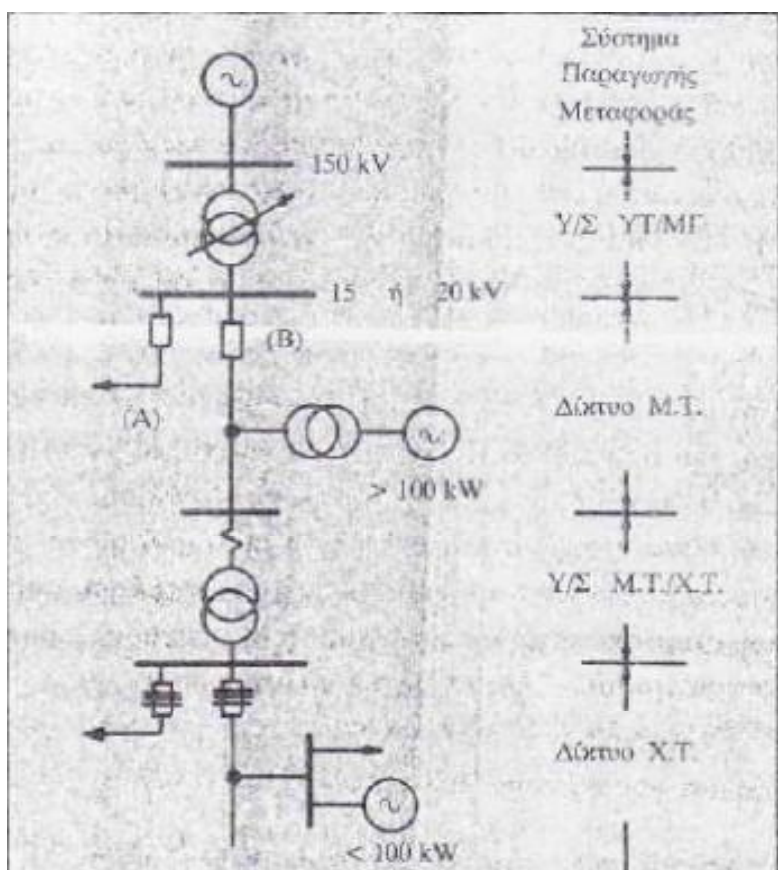 Σύστημα
Παραγωγής
Μεταφοράς
150 kV
Υ/Σ ΥΤ/ΜΤ
15 ή 20 kV
(B)
(A)
Δίκτυο Μ.Τ.
> 100 kW
Υ/Σ Μ.Τ./Χ.Τ.
Δίκτυο Χ.Τ.
< 100 kW